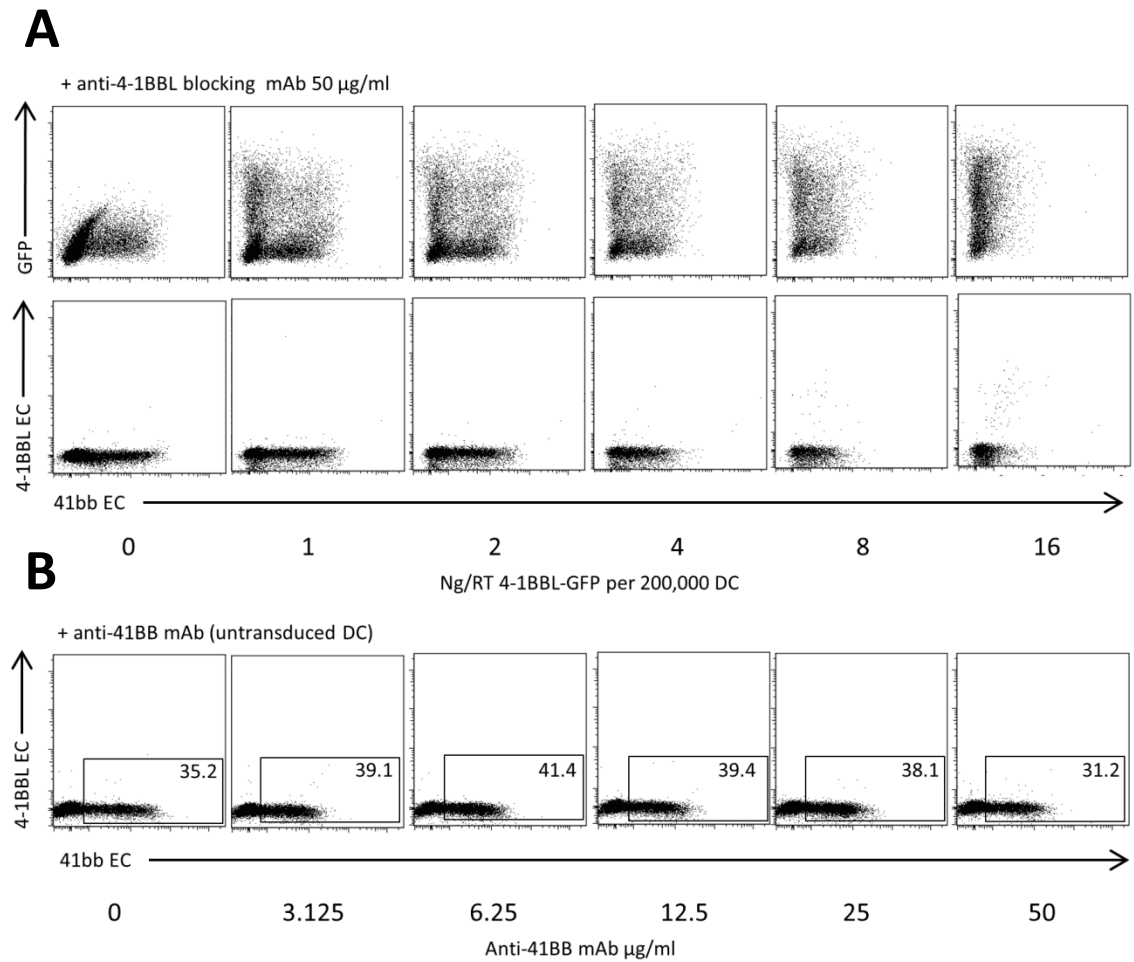 A
+ anti-4-1BBL blocking mAb 50 µg/ml
GFP
4-1BBL EC
41bb EC
0 1 2 4 8 16
Ng/RT 4-1BBL-GFP per 200,000 DC
B
+ anti-41BB mAb (untransduced DC)
4-1BBL EC
35.2 39.1 41.4 39.4 38.1 31.2
41bb EC
0 3.125 6.25 12.5 25 50
Anti-41BB mAb µg/ml